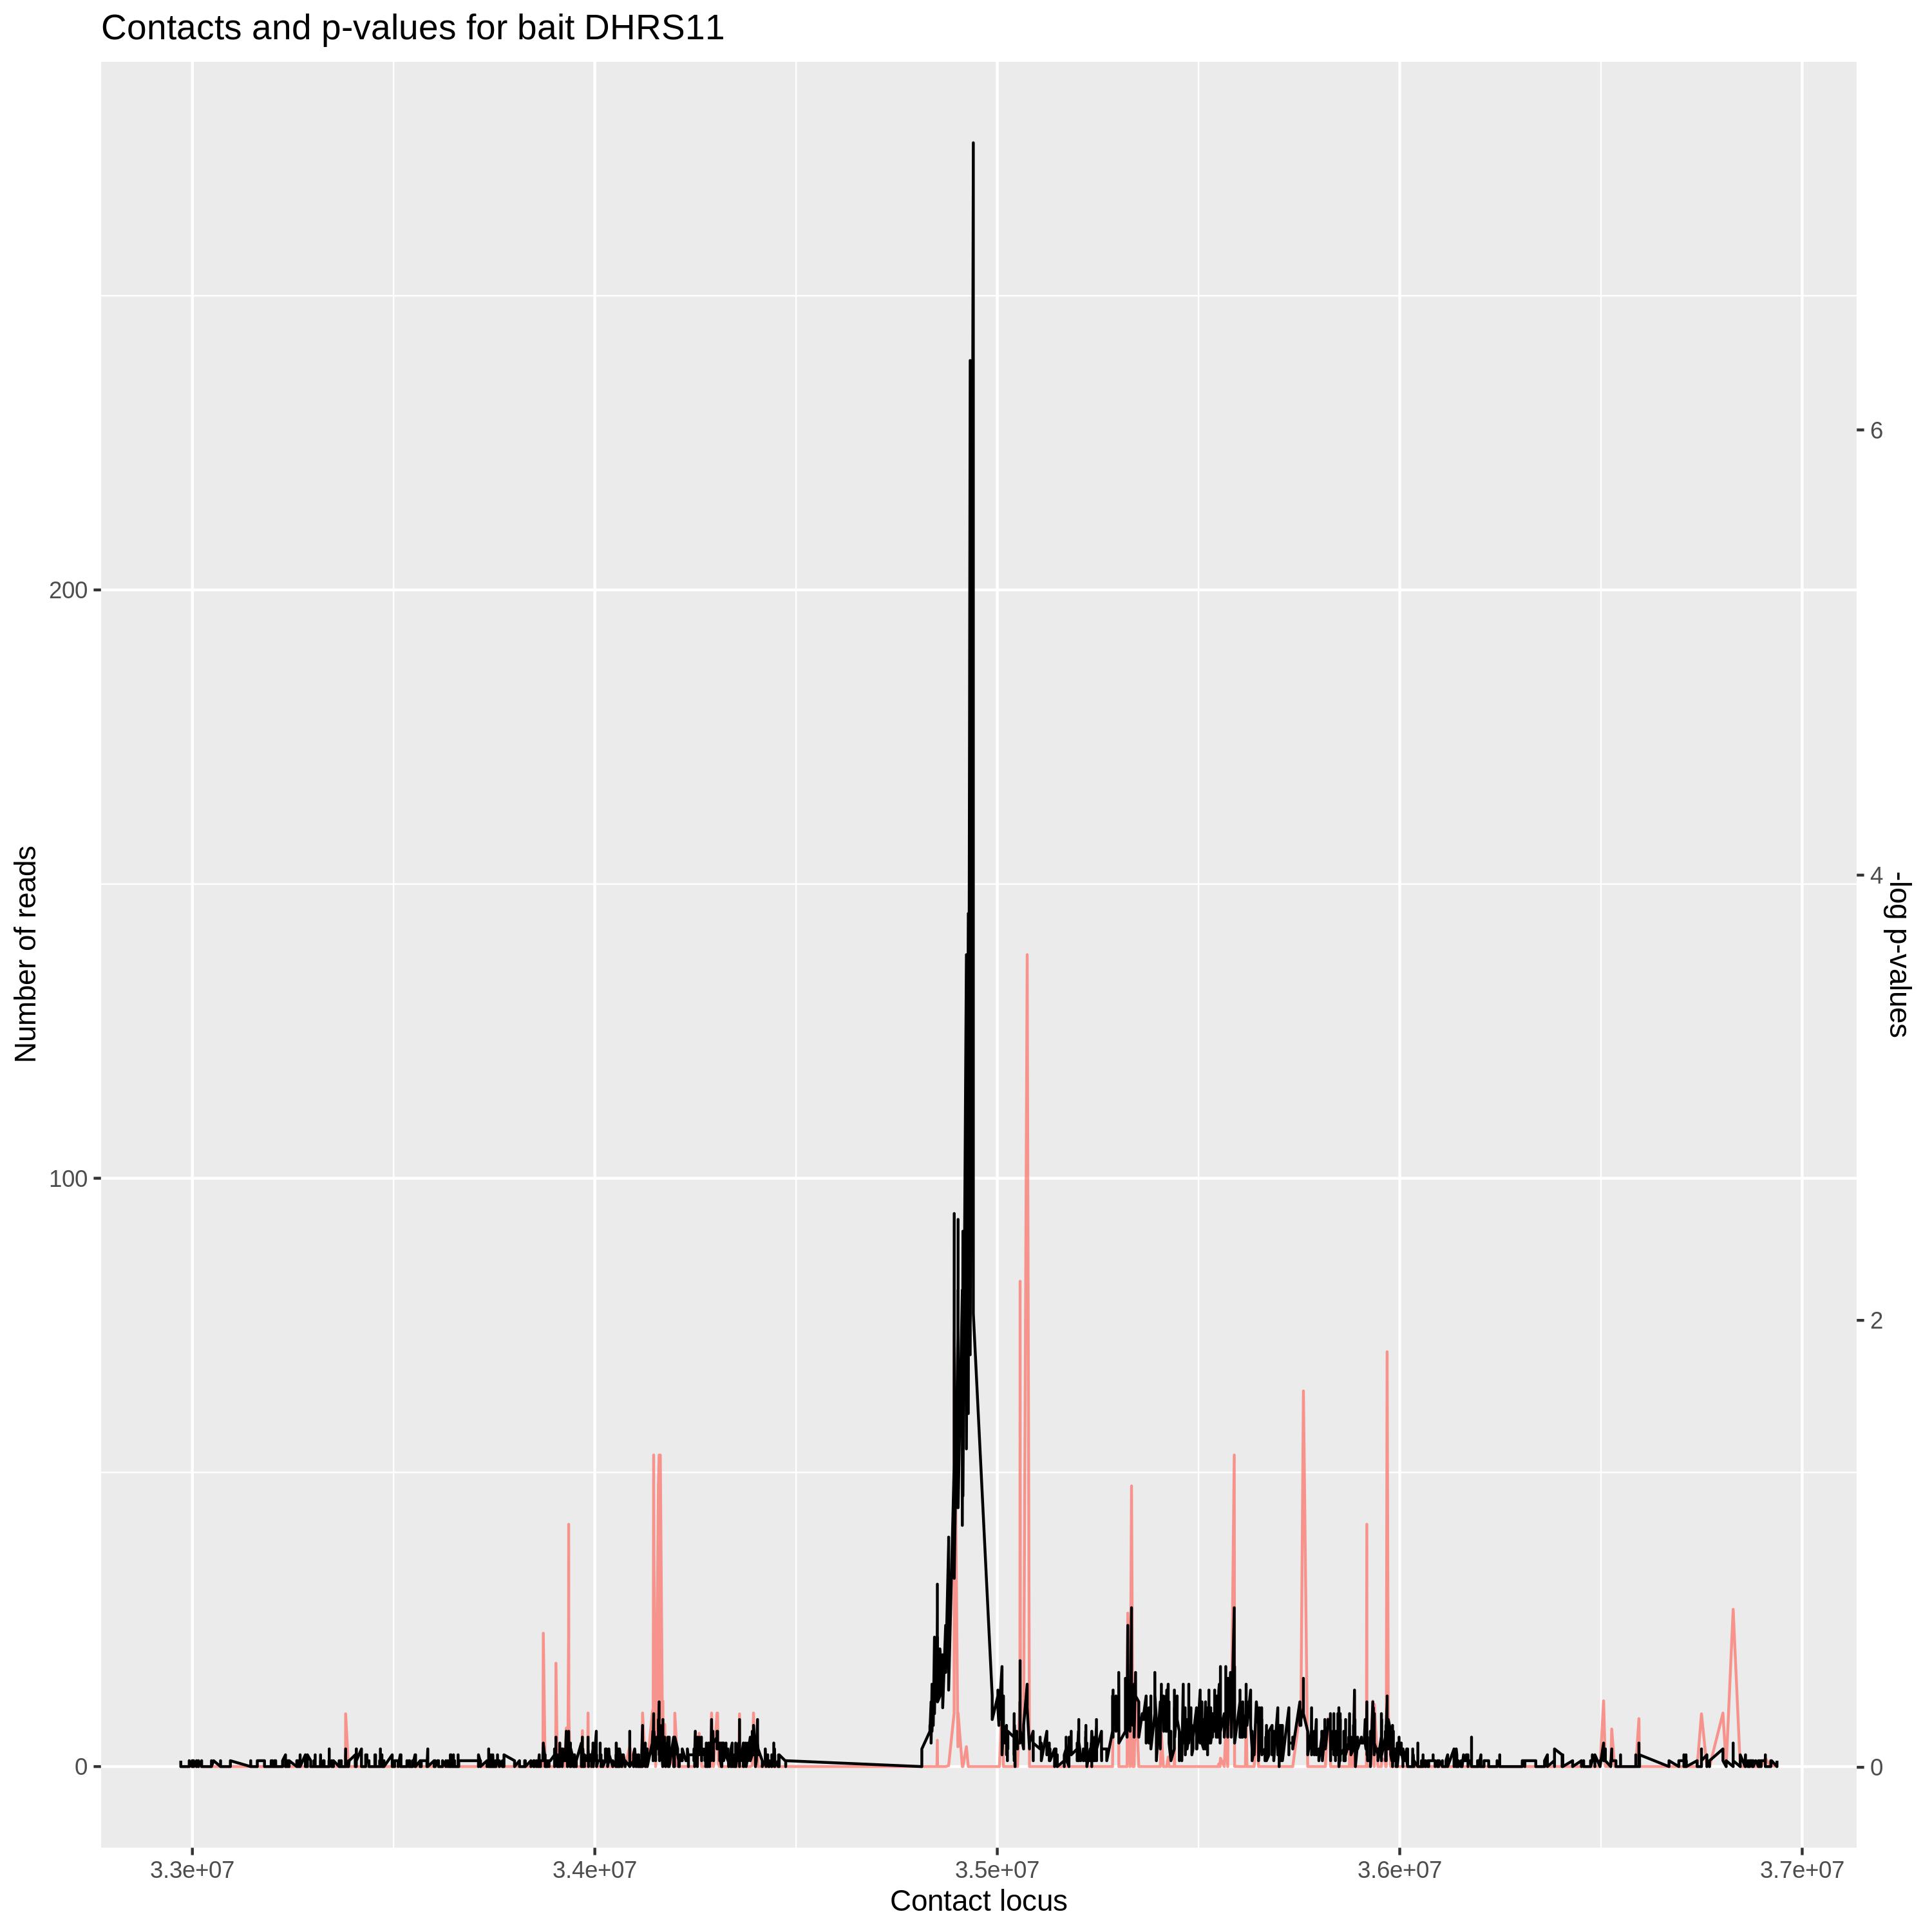 Contacts and p-values for bait DHRS11
Number of reads
200
100
0
6
4
2
0
-log p-values
3.3e+07
3.4e+07
3.5e+07
3.6e+07
3.7e+07
Contact locus